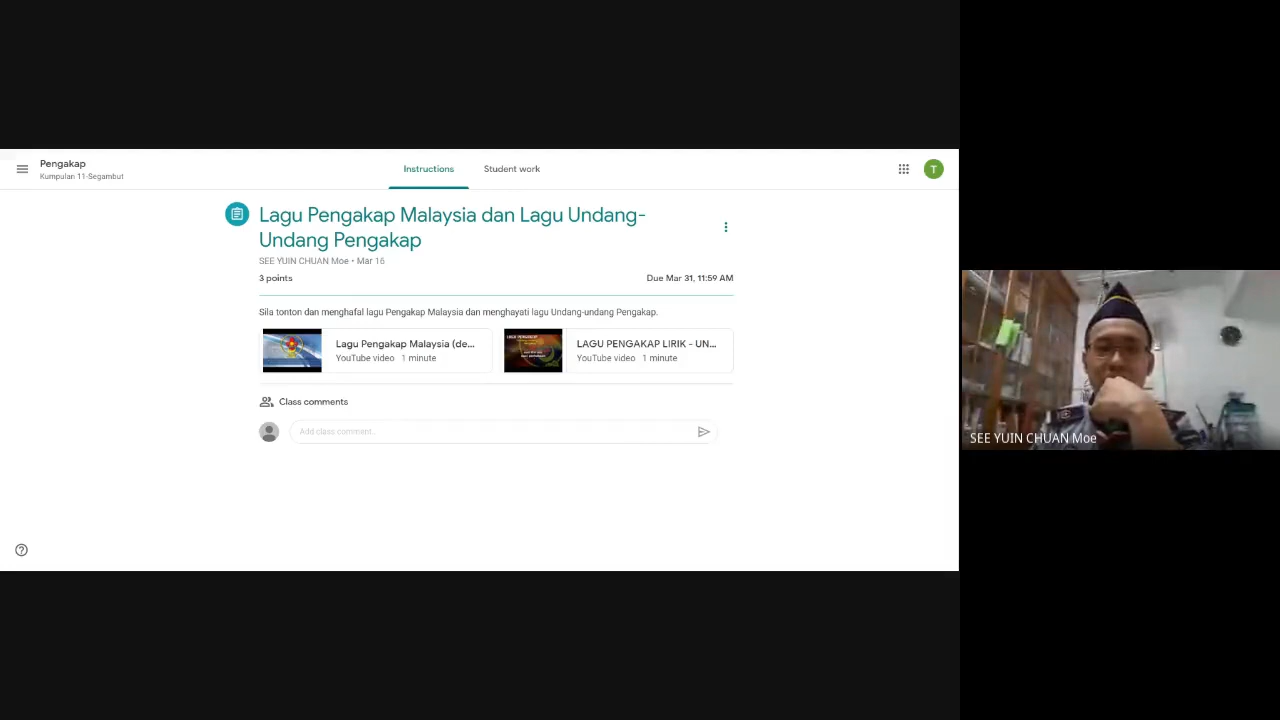 Pengakap
Kumpulan 11-Segambut
Instructions
Student work
T
Lagu Pengakap Malaysia dan Lagu Undang-
Undang Pengakap
SEE YUIN CHUAN Moe • Mar 16
3 points
Due Mar 31, 11:59 AM
Sila tonton dan menghafal lagu Pengakap Malaysia dan menghayati lagu Undang-undang Pengakap.
Lagu Pengakap Malaysia (de...
YouTube video 1 minute
LAGU PENGAKAP LIRIK - UN...
YouTube video 1 minute
Class comments
Add class comment...
SEE YUIN CHUAN Moe